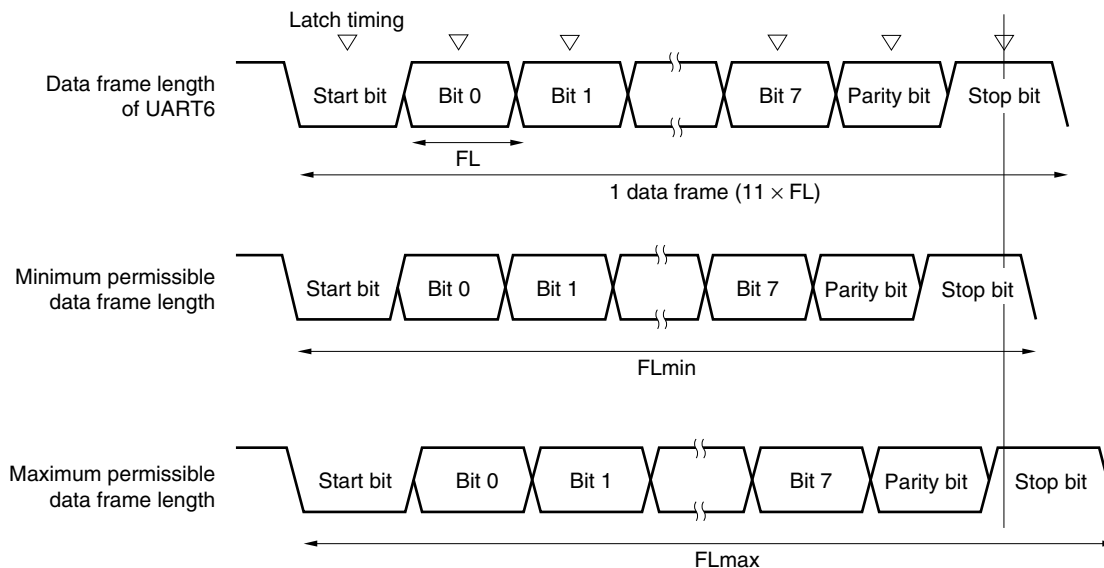 Latch timing
Data frame length
of UART6
Start bit
Bit 0
Bit 1
Bit 7
Parity bit
Stop bit
FL
1 data frame (11 × FL)
Minimum permissible
data frame length
Start bit
Bit 0
Bit 1
Bit 7
Parity bit
Stop bit
FLmin
Maximum permissible
data frame length
Start bit
Bit 0
Bit 1
Bit 7
Parity bit
Stop bit
FLmax